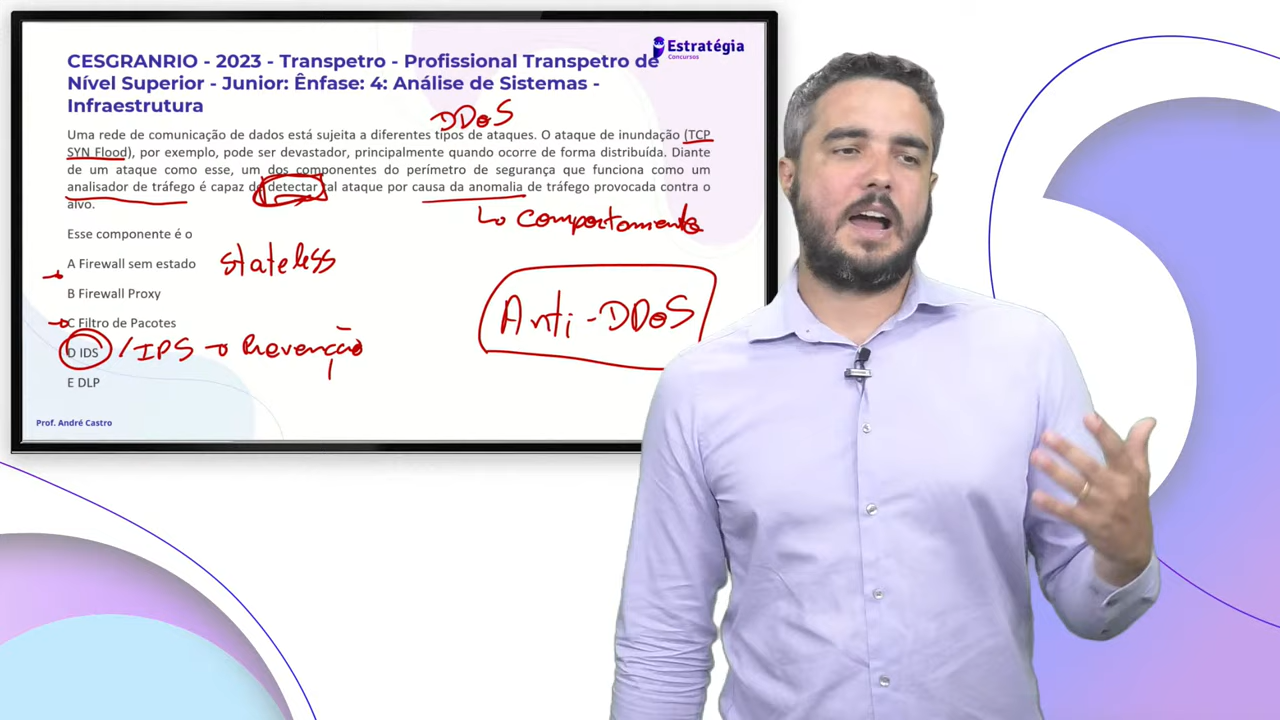 CESGRANRIO - 2023 - Transpetro - Profissional Transpetro de
Nível Superior - Junior: Ênfase: 4: Análise de Sistemas -
Infraestrutura
Estratégia
Concursos
DDoS
Uma rede de comunicação de dados está sujeita a diferentes tipos de ataques. O ataque de inundação (TCP
SYN Flood), por exemplo, pode ser devastador, principalmente quando ocorre de forma distribuída. Diante
de um ataque como esse, um dos componentes do perímetro de segurança que funciona como um
analisador de tráfego é capaz de detectar tal ataque por causa da anomalia de tráfego provocada contra o
alvo.
Comportamento
Esse componente é o
A Firewall sem estado stateless
B Firewall Proxy
Anti-DDoS
C Filtro de Pacotes
D IDS /IPS → Prevenção
E DLP
Prof. André Castro